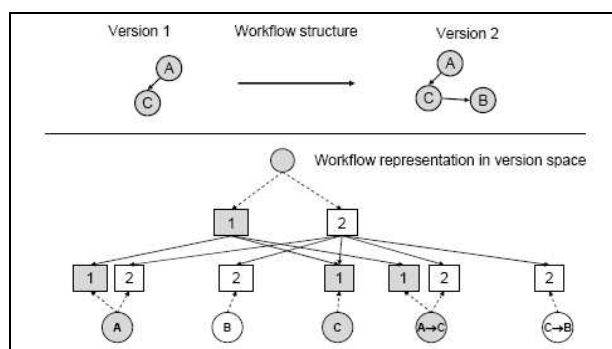 Version 1 Workflow structure Version 2
A A
C C B
Workflow representation in version space
1 2
1 2 2 1 1 2 2
A B C A→C C→B